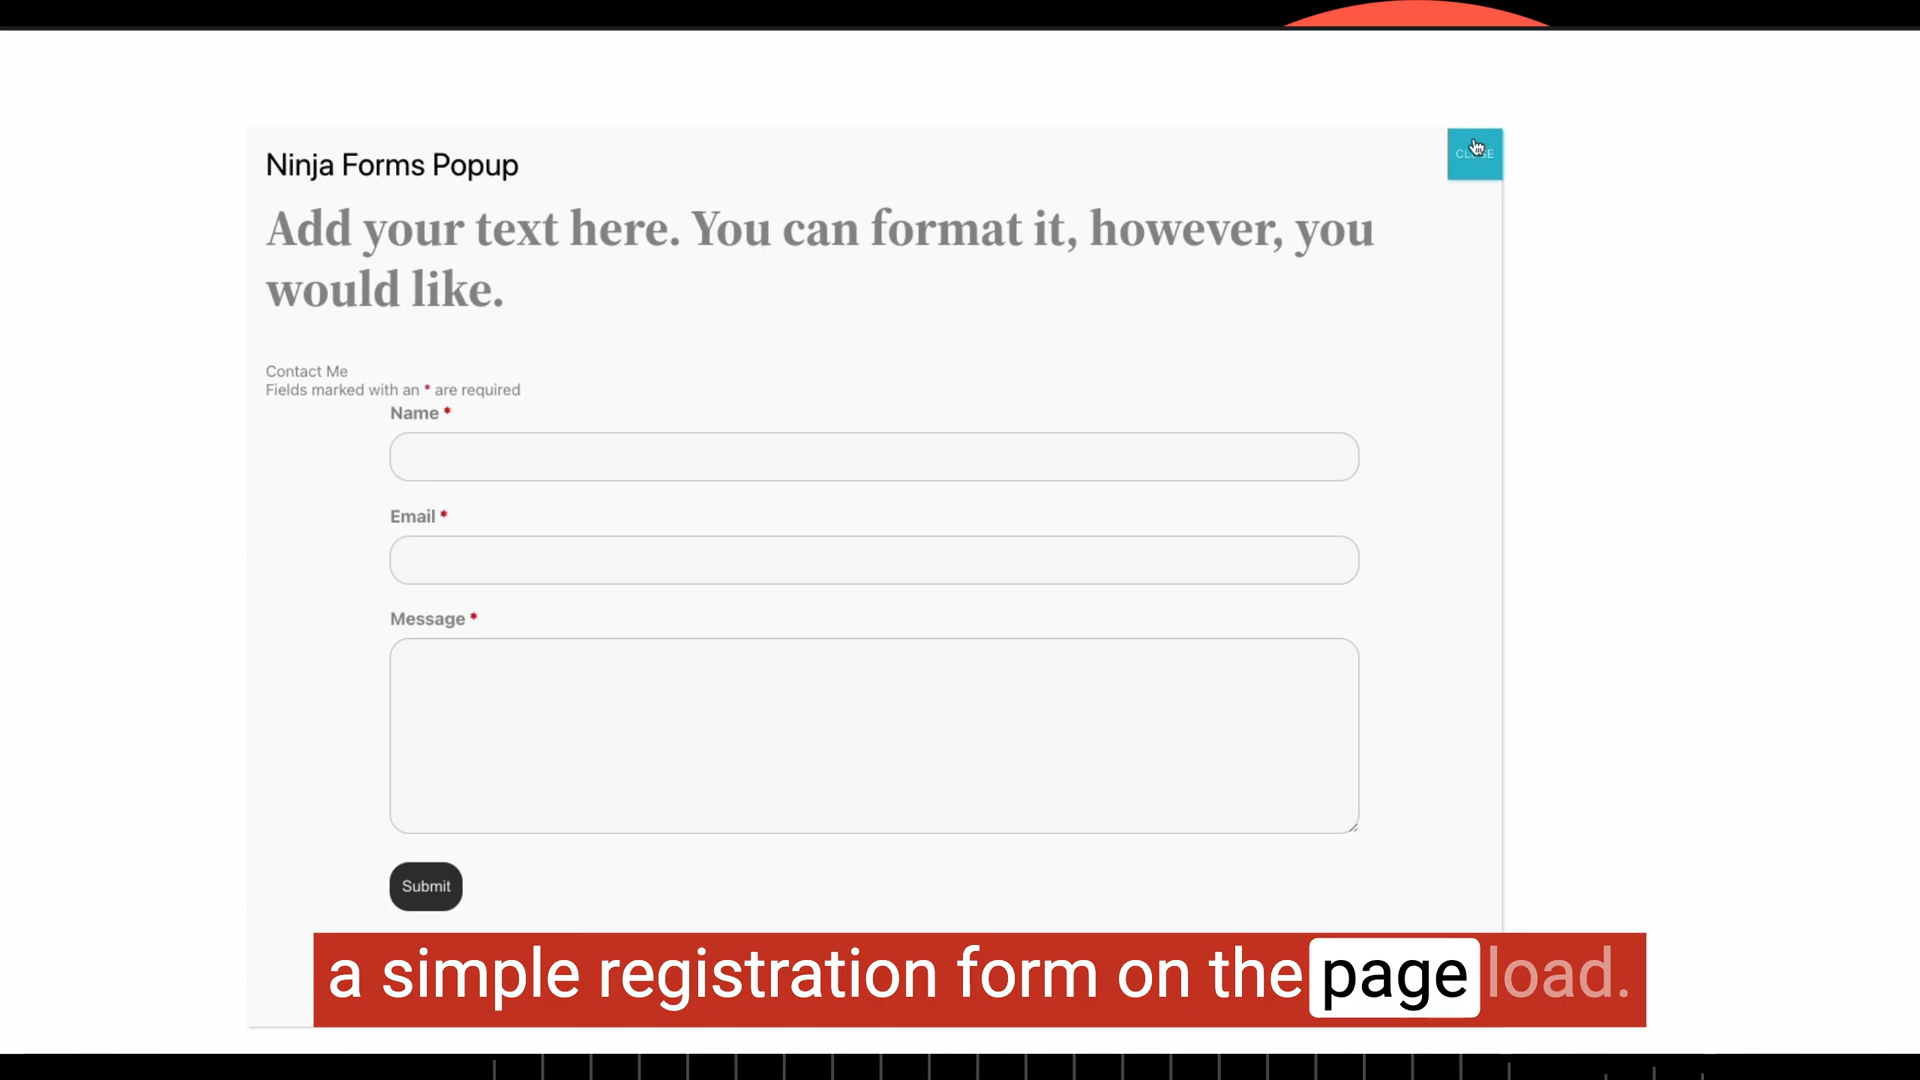 Ninja Forms Popup
CLOSE
Add your text here. You can format it, however, you
would like.
Contact Me
Fields marked with an * are required
Name *
Email *
Message *
Submit
a simple registration form on the page load.